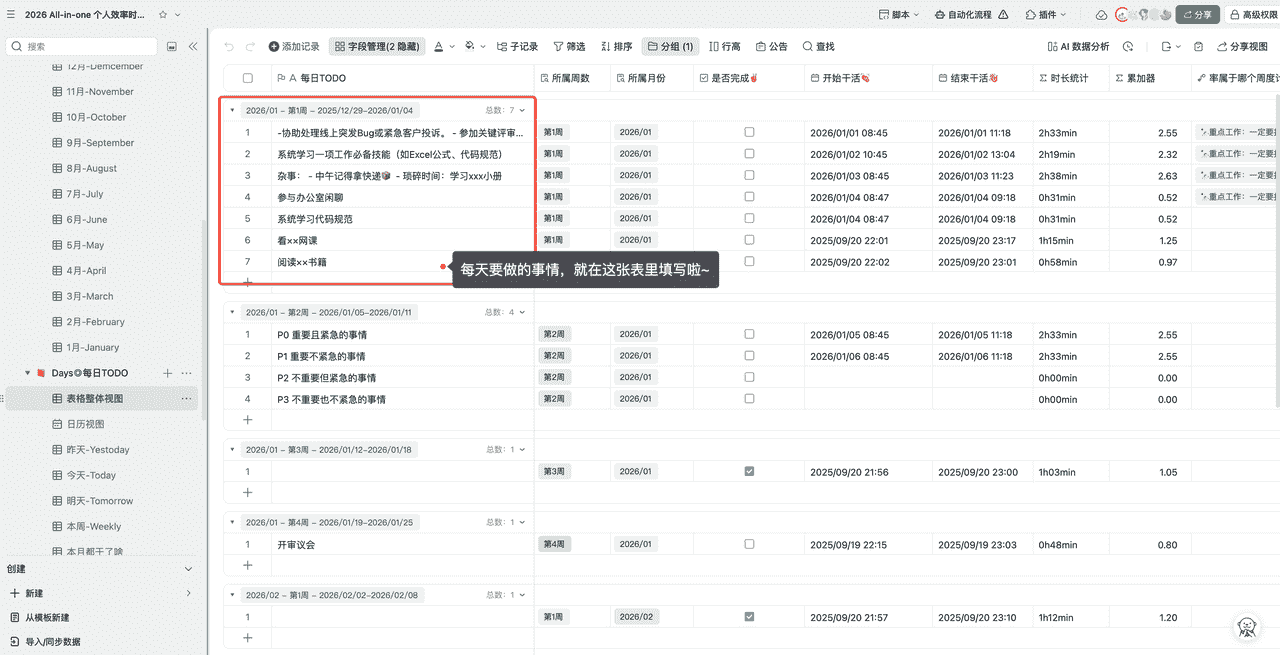 2026 All-in-one 个人效率时...
脚本
自动化流程
插件
分享
高级权限
搜索
添加记录
字段管理(2 隐藏)
A
子记录
筛选
排序
分组 (1)
行高
公告
查找
AI 数据分析
分享视图
12月-Demcember
11月-November
10月-October
9月-September
8月-August
7月-July
6月-June
5月-May
4月-April
3月-March
2月-February
1月-January
Days◎每日TODO
表格整体视图
日历视图
昨天-Yestoday
今天-Today
明天-Tomorrow
本周-Weekly
本月都干了啥
创建
新建
从模板新建
导入/同步数据
A 每日TODO 所属周数 所属月份 是否完成 开始干活 结束干活 时长统计 累加器 率属于哪个周度计
2026/01 – 第1周 – 2025/12/29–2026/01/04 总数：7
1 -协助处理线上突发Bug或紧急客户投诉。 - 参加关键评审... 第1周 2026/01 2026/01/01 08:45 2026/01/01 11:18 2h33min 2.55 重点工作：一定要
2 系统学习一项工作必备技能（如Excel公式、代码规范） 第1周 2026/01 2026/01/02 10:45 2026/01/02 13:04 2h19min 2.32 重点工作：一定要
3 杂事： - 中午记得拿快递 - 琐碎时间：学习xxx小册 第1周 2026/01 2026/01/03 08:45 2026/01/03 11:23 2h38min 2.63 重点工作：一定要
4 参与办公室闲聊 第1周 2026/01 2026/01/04 08:47 2026/01/04 09:18 0h31min 0.52 重点工作：一定要
5 系统学习代码规范 第1周 2026/01 2026/01/04 08:47 2026/01/04 09:18 0h31min 0.52
6 看××网课 第1周 2026/01 2025/09/20 22:01 2025/09/20 23:17 1h15min 1.25
7 阅读××书籍 2025/09/20 22:02 2025/09/20 23:01 0h58min 0.97
每天要做的事情，就在这张表里填写啦~
2026/01 – 第2周 – 2026/01/05–2026/01/11 总数：4
1 P0 重要且紧急的事情 第2周 2026/01 2026/01/05 08:45 2026/01/05 11:18 2h33min 2.55
2 P1 重要不紧急的事情 第2周 2026/01 2026/01/06 08:45 2026/01/06 11:18 2h33min 2.55
3 P2 不重要但紧急的事情 第2周 2026/01 0h00min 0.00
4 P3 不重要也不紧急的事情 第2周 2026/01 0h00min 0.00
2026/01 – 第3周 – 2026/01/12–2026/01/18 总数：1
1 第3周 2026/01 2025/09/20 21:56 2025/09/20 23:00 1h03min 1.05
2026/01 – 第4周 – 2026/01/19–2026/01/25 总数：1
1 开审议会 第4周 2026/01 2025/09/19 22:15 2025/09/19 23:03 0h48min 0.80
2026/02 – 第1周 – 2026/02/02–2026/02/08 总数：1
1 第1周 2026/02 2025/09/20 21:57 2025/09/20 23:10 1h12min 1.20